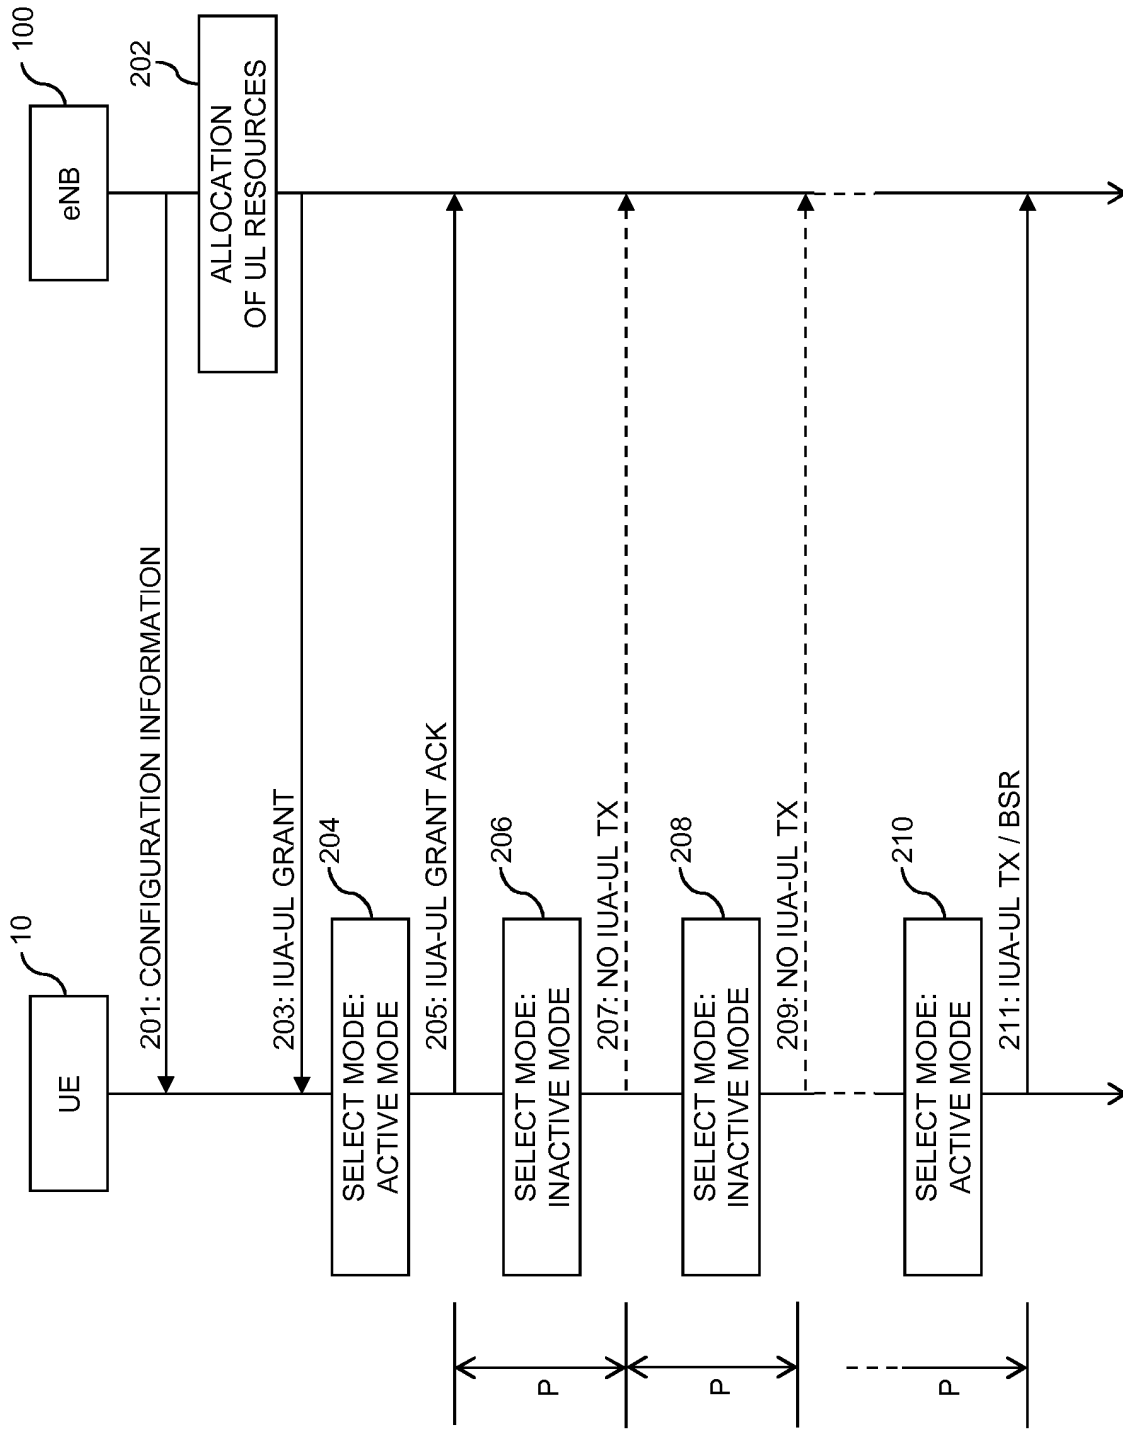 UE
10
eNB
100
201: CONFIGURATION INFORMATION
ALLOCATION
OF UL RESOURCES
202
203: IUA-UL GRANT
SELECT MODE:
ACTIVE MODE
204
205: IUA-UL GRANT ACK
SELECT MODE:
INACTIVE MODE
206
P
207: NO IUA-UL TX
SELECT MODE:
INACTIVE MODE
208
P
209: NO IUA-UL TX
SELECT MODE:
ACTIVE MODE
210
P
211: IUA-UL TX / BSR